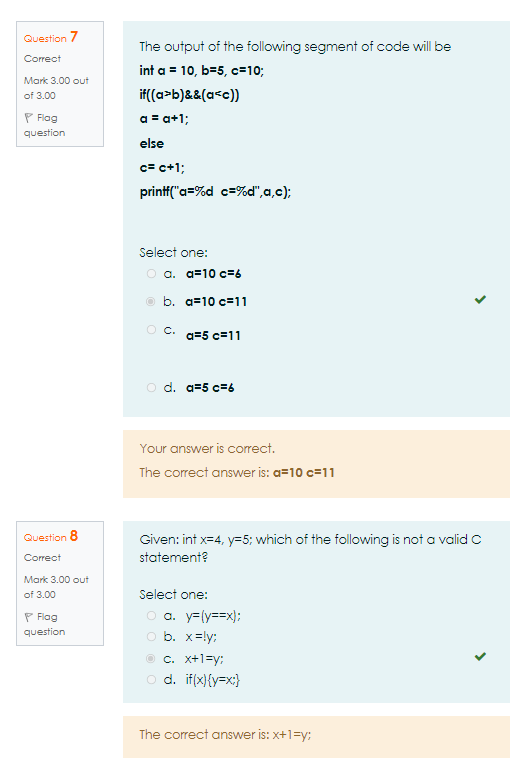 Question 7
Correct
Mark 3.00 out
of 3.00
Flag
question
The output of the following segment of code will be
int a = 10, b=5, c=10;
if((a>b)&&(a<c))
a = a+1;
else
c= c+1;
printf("a=%d c=%d",a,c);
Select one:
a. a=10 c=6
b. a=10 c=11
c. a=5 c=11
d. a=5 c=6
Your answer is correct.
The correct answer is: a=10 c=11
Question 8
Correct
Mark 3.00 out
of 3.00
Flag
question
Given: int x=4, y=5; which of the following is not a valid C
statement?
Select one:
a. y=(y==x);
b. x=!y;
c. x+1=y;
d. if(x){y=x;}
The correct answer is: x+1=y;